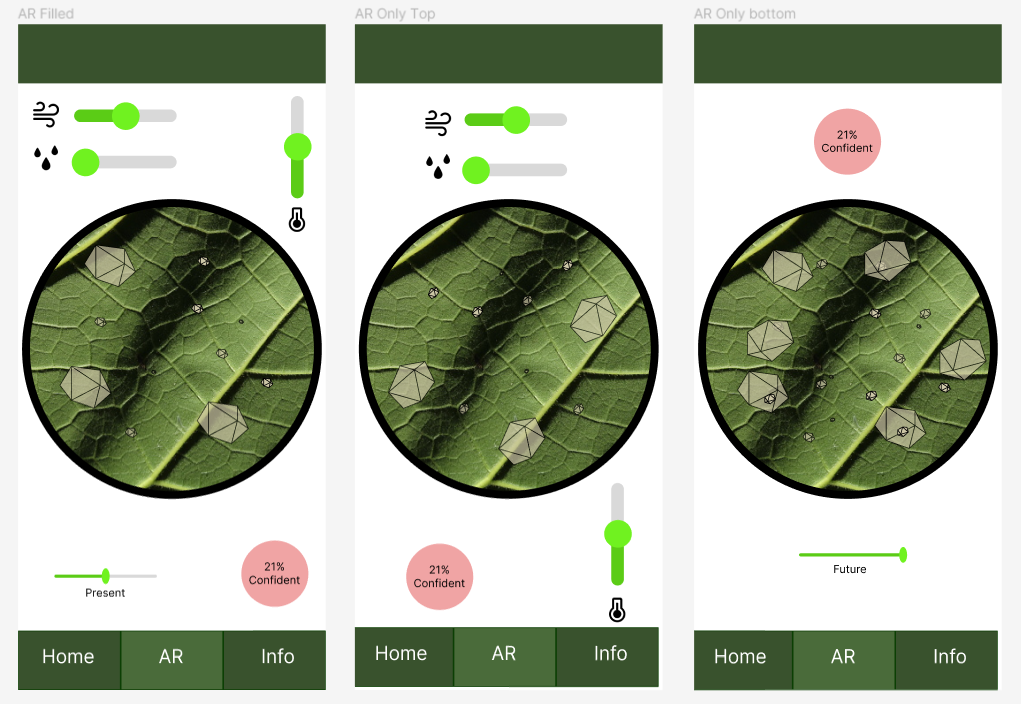 AR Filled
AR Only Top
AR Only bottom
21%
Confident
21%
Confident
Present
Future
21%
Confident
Home
AR
Info
Home
AR
Info
Home
AR
Info